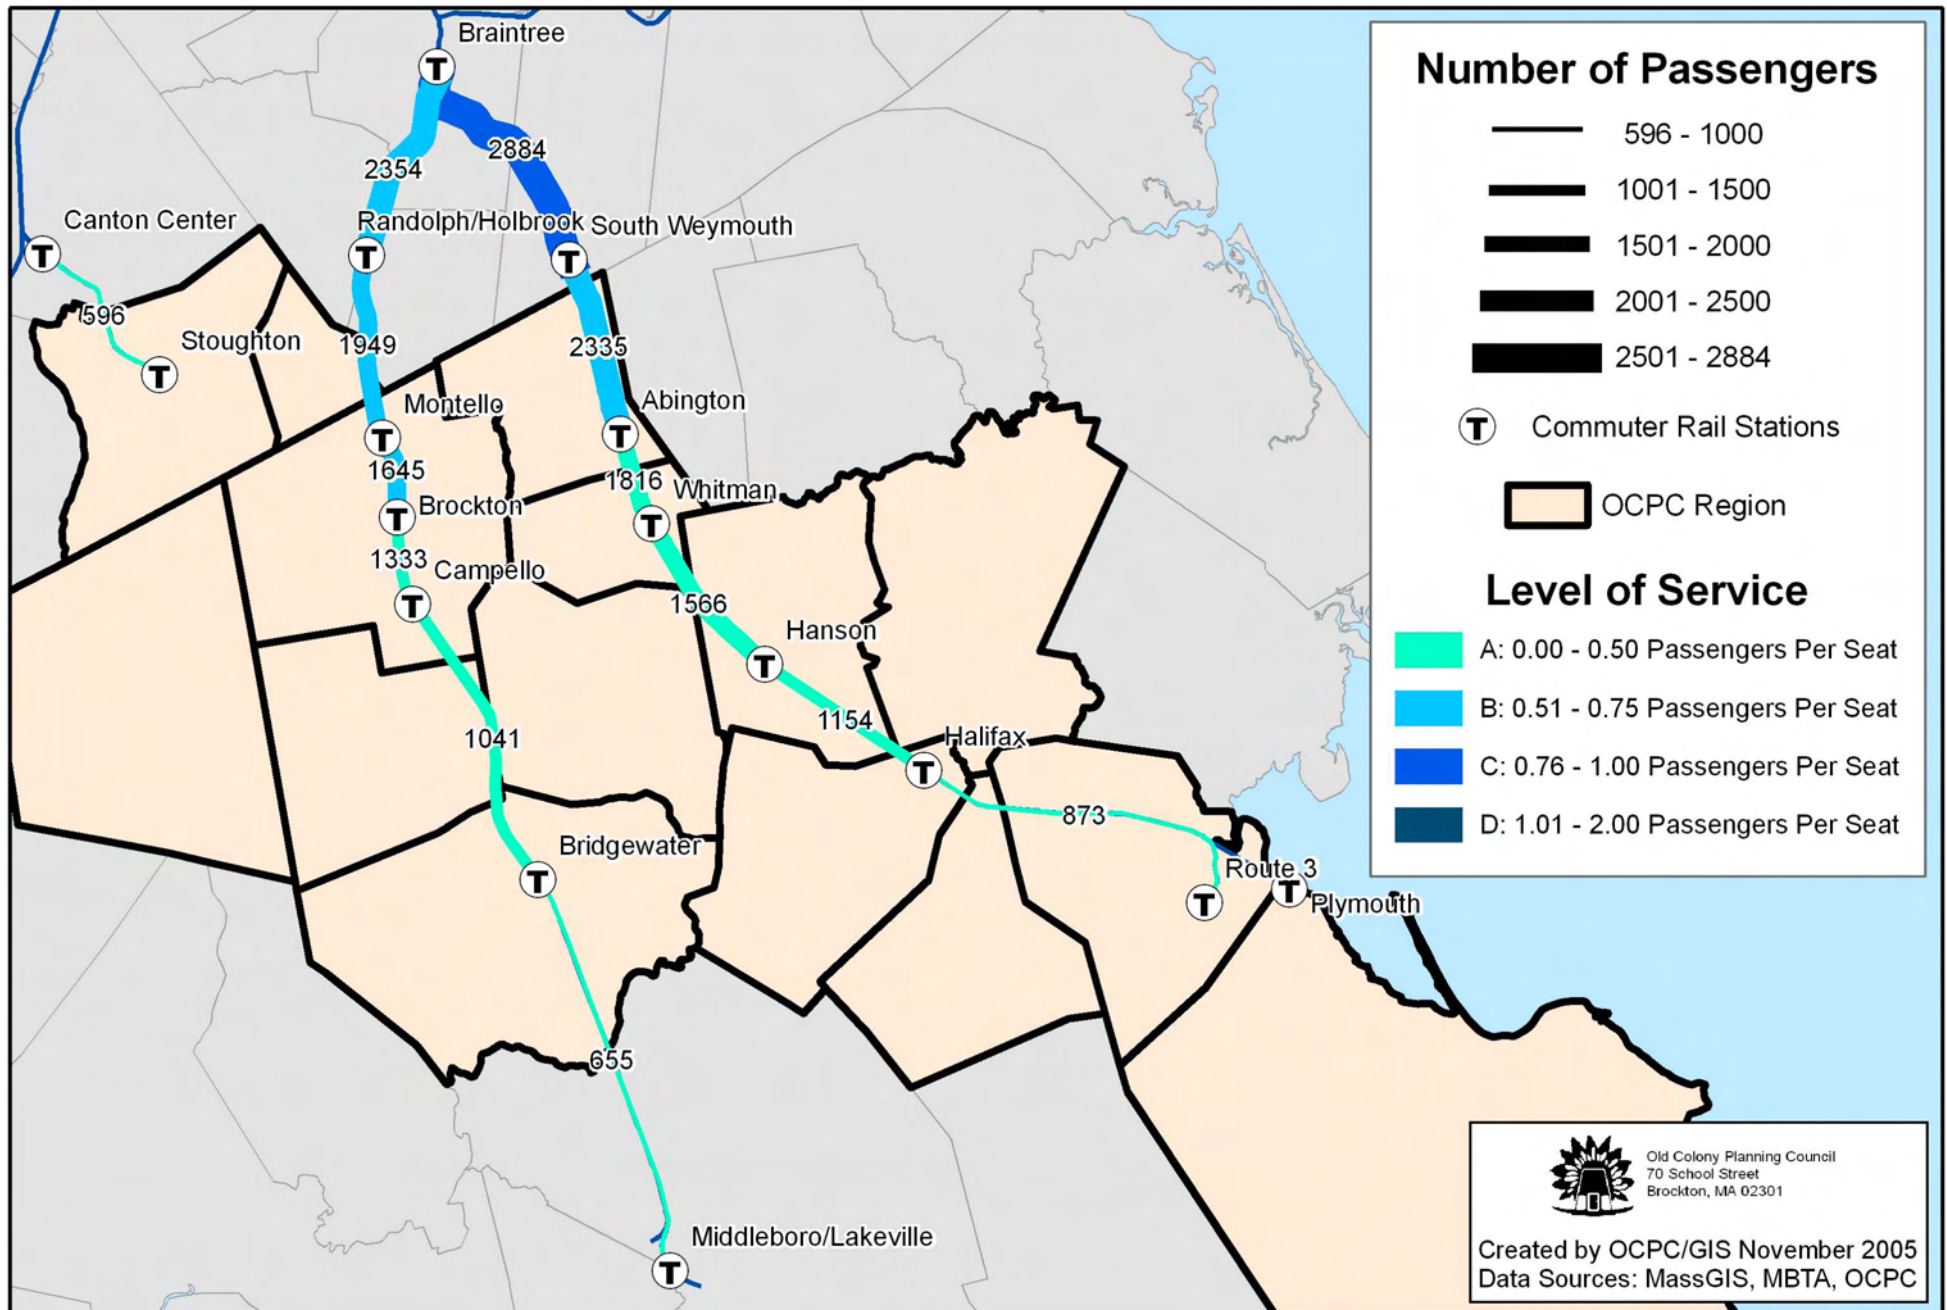 Braintree
2354
2884
Canton Center
Randolph/Holbrook
South Weymouth
596
Stoughton
1949
2335
Montello
Abington
1645
1816
Whitman
Brockton
1333
Campello
1566
Hanson
1041
1154
Halifax
873
Bridgewater
Route 3
Plymouth
655
Middleboro/Lakeville
Number of Passengers
596 - 1000
1001 - 1500
1501 - 2000
2001 - 2500
2501 - 2884
T Commuter Rail Stations
OCPC Region
Level of Service
A: 0.00 - 0.50 Passengers Per Seat
B: 0.51 - 0.75 Passengers Per Seat
C: 0.76 - 1.00 Passengers Per Seat
D: 1.01 - 2.00 Passengers Per Seat
Old Colony Planning Council
70 School Street
Brockton, MA 02301
Created by OCPC/GIS November 2005
Data Sources: MassGIS, MBTA, OCPC